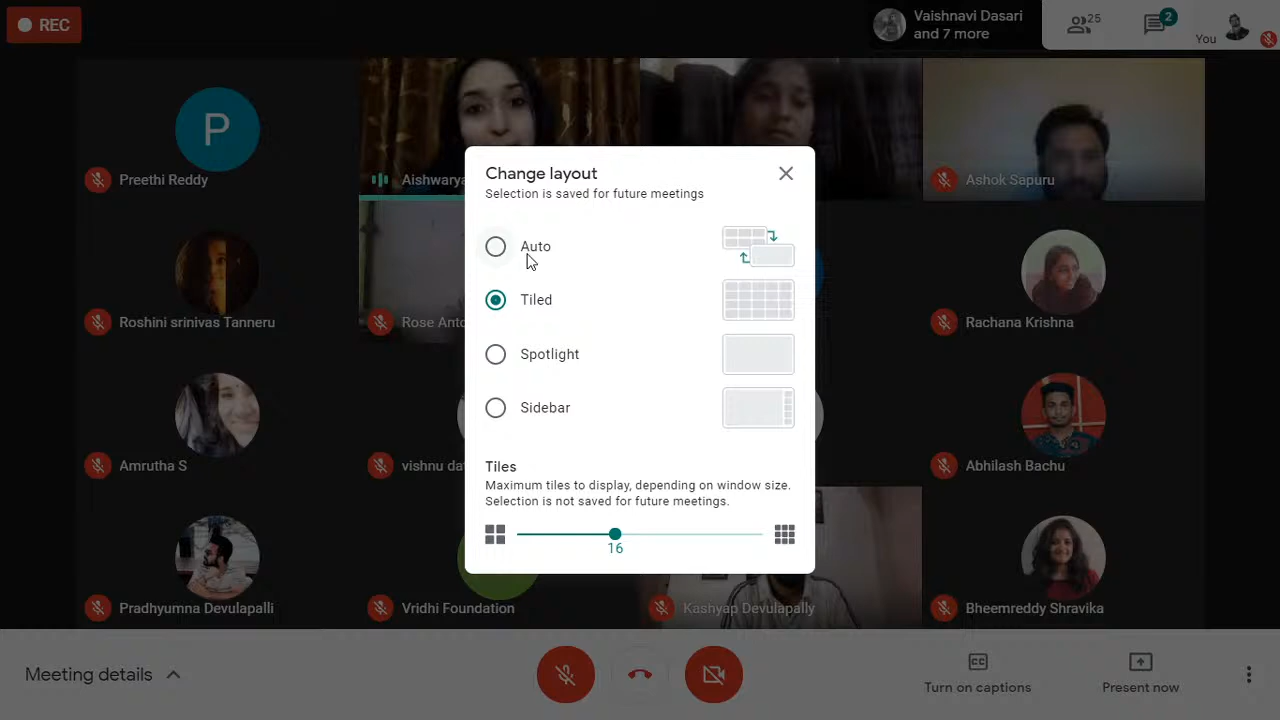 REC
Vaishnavi Dasari
and 7 more
25
2
You
P
Preethi Reddy
Aishwarya
Ashok Sapuru
Change layout
Selection is saved for future meetings
Auto
Tiled
Spotlight
Sidebar
Tiles
Maximum tiles to display, depending on window size.
Selection is not saved for future meetings.
16
Roshini srinivas Tanneru
Rose Anto
Rachana Krishna
Amrutha S
vishnu dat
Abhilash Bachu
Pradhyumna Devulapalli
Vridhi Foundation
Kashyap Devulapally
Bheemreddy Shravika
Meeting details
CC
Turn on captions
Present now